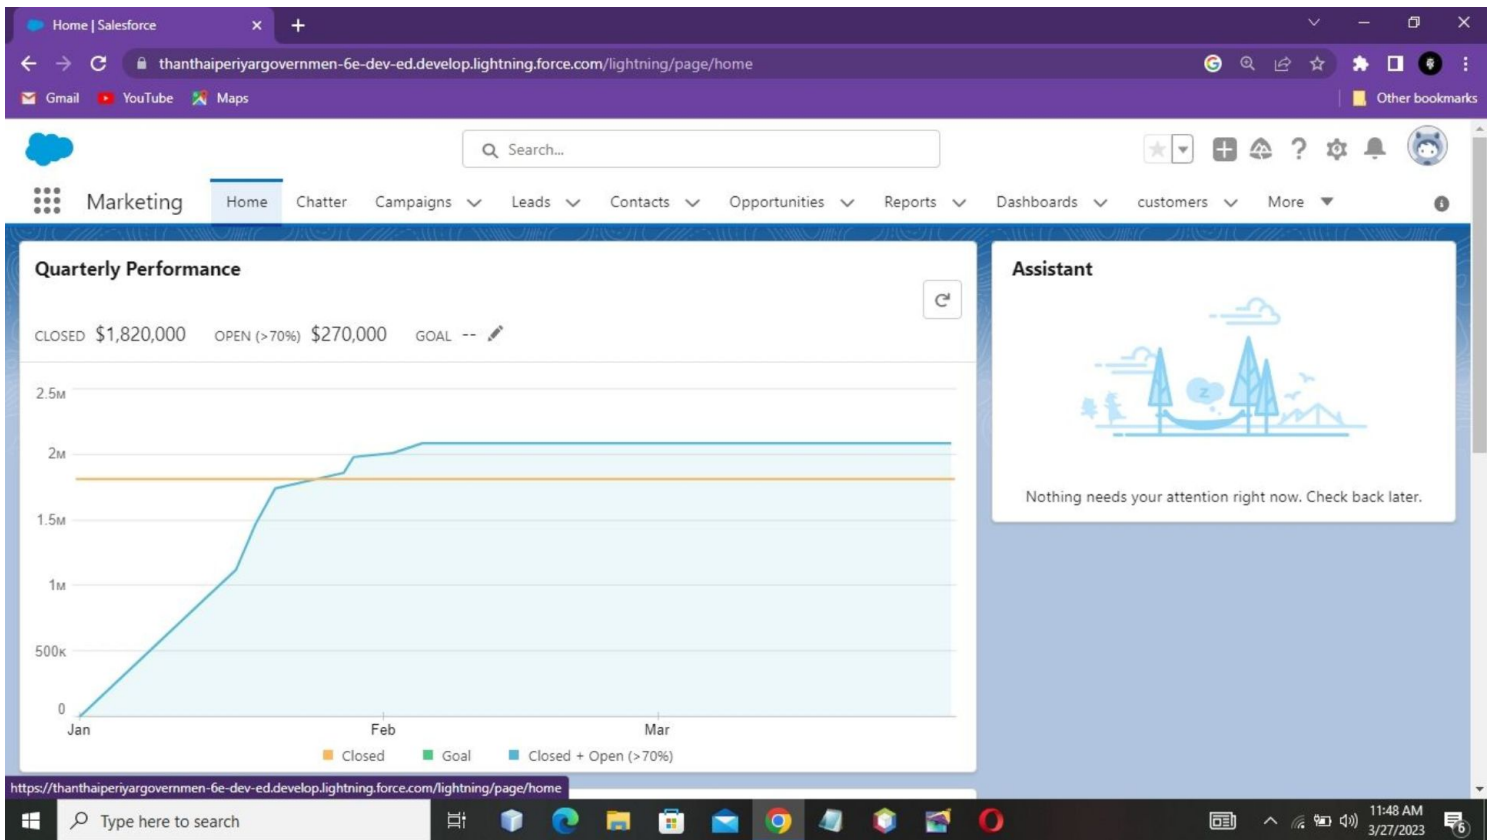 Home | Salesforce
thanthaiperiyargovernmen-6e-dev-ed.develop.lightning.force.com/lightning/page/home
Gmail YouTube Maps Other bookmarks
Search...
Marketing Home Chatter Campaigns Leads Contacts Opportunities Reports Dashboards customers More
Quarterly Performance
CLOSED $1,820,000 OPEN (>70%) $270,000 GOAL --
2.5M
2M
1.5M
1M
500K
0
Jan Feb Mar
Closed Goal Closed + Open (>70%)
Assistant
z
Nothing needs your attention right now. Check back later.
https://thanthaiperiyargovernmen-6e-dev-ed.develop.lightning.force.com/lightning/page/home
Type here to search
11:48 AM
3/27/2023
6